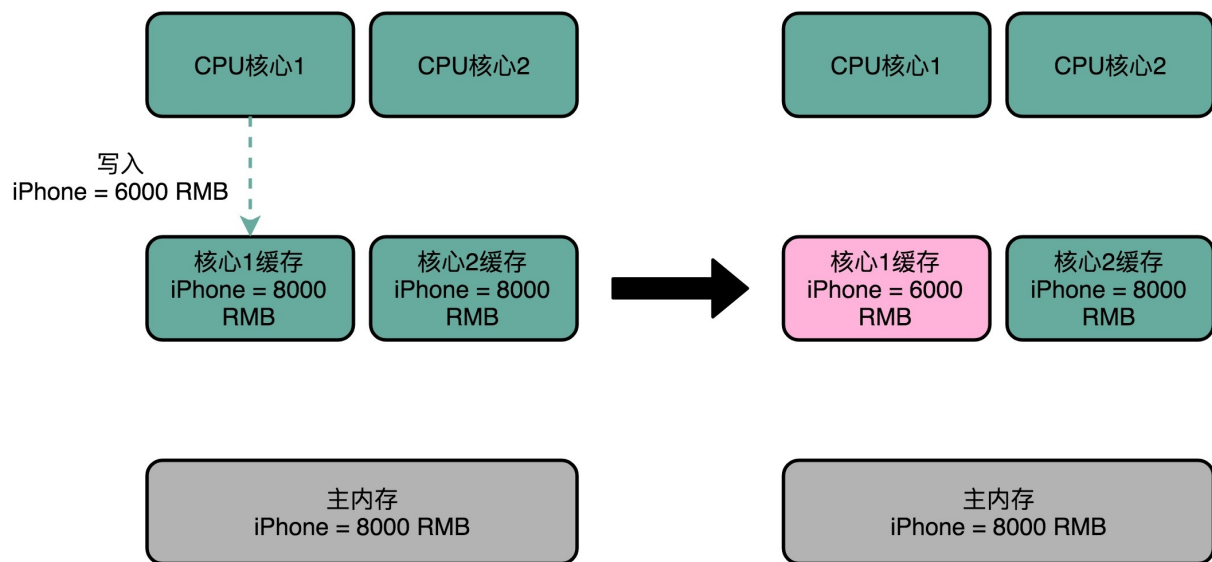 CPU核心1
CPU核心2
写入
iPhone = 6000 RMB
核心1缓存
iPhone = 8000
RMB
核心2缓存
iPhone = 8000
RMB
主内存
iPhone = 8000 RMB
CPU核心1
CPU核心2
核心1缓存
iPhone = 6000
RMB
核心2缓存
iPhone = 8000
RMB
主内存
iPhone = 8000 RMB